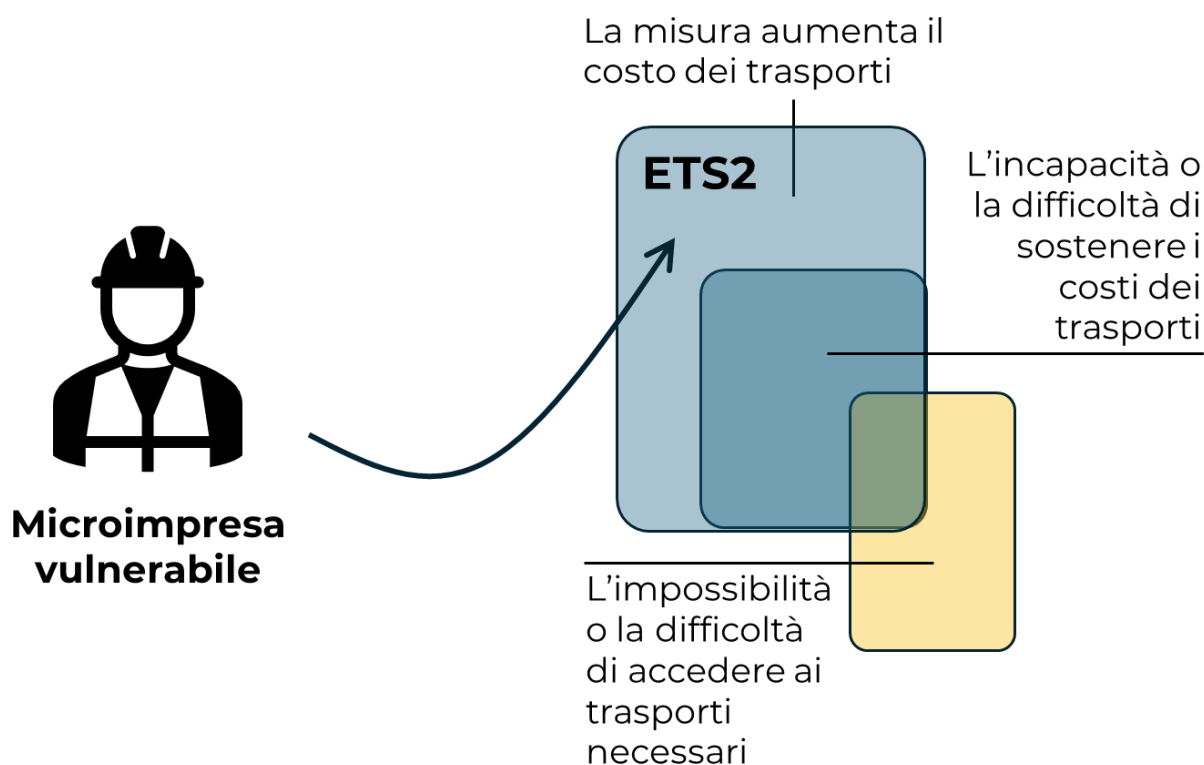 La misura aumenta il
costo dei trasporti
ETS2
L’incapacità o
la difficoltà di
sostenere i
costi dei
trasporti
Microimpresa
vulnerabile
L’impossibilità
o la difficoltà
di accedere ai
trasporti
necessari